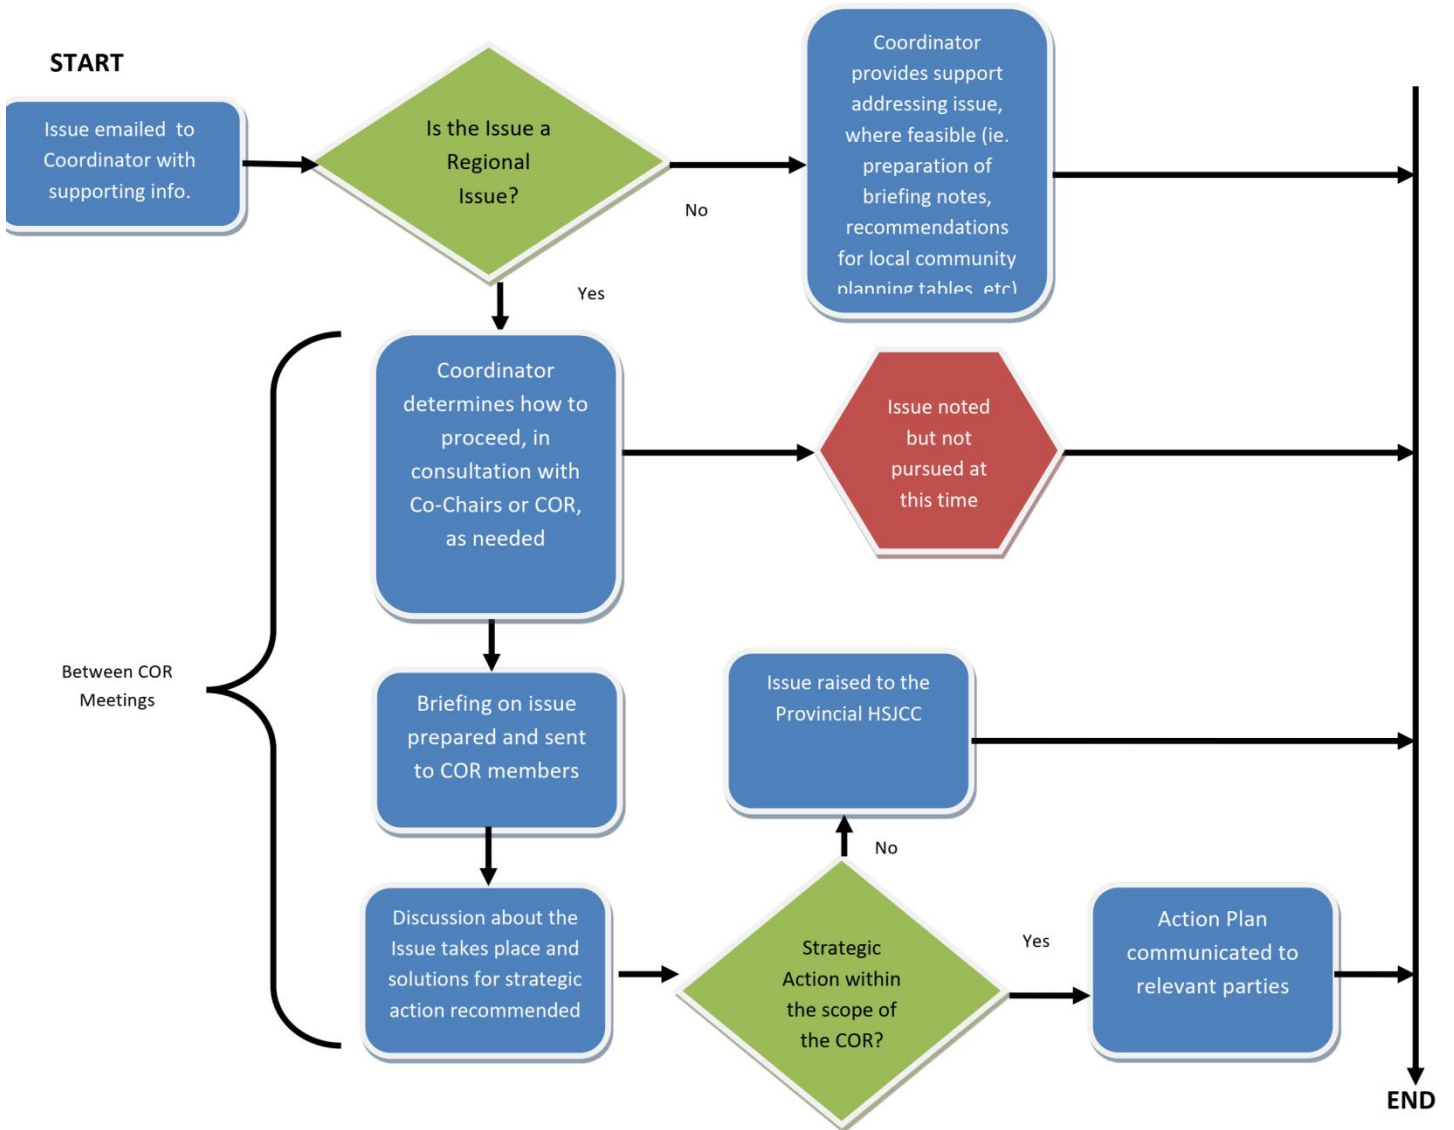 START
Issue emailed to
Coordinator with
supporting info.
Is the Issue a
Regional
Issue?
No
Coordinator
provides support
addressing issue,
where feasible (ie.
preparation of
briefing notes,
recommendations
for local community
planning tables, etc)
Yes
Coordinator
determines how to
proceed, in
consultation with
Co-Chairs or COR,
as needed
Issue noted
but not
pursued at
this time
Between COR
Meetings
Briefing on issue
prepared and sent
to COR members
Issue raised to the
Provincial HSJCC
No
Discussion about the
Issue takes place and
solutions for strategic
action recommended
Strategic
Action within
the scope of
the COR?
Yes
Action Plan
communicated to
relevant parties
END